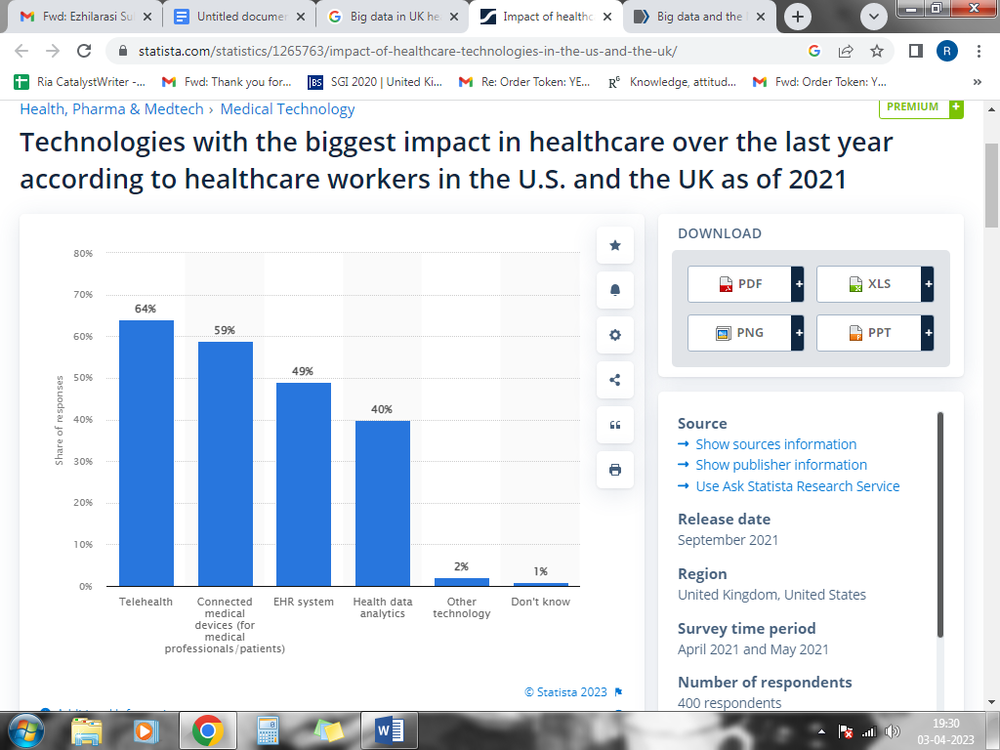 Fwd: Ezhilarasi Su
Untitled documen
Big data in UK he
Impact of healthc
Big data and the
statista.com/statistics/1265763/impact-of-healthcare-technologies-in-the-us-and-the-uk/
R
Ria CatalystWriter -...
Fwd: Thank you for...
SGI 2020 | United Ki...
Re: Order Token: YE...
Knowledge, attitud...
Fwd: Order Token: Y...
»
Health, Pharma & Medtech › Medical Technology
PREMIUM +
Technologies with the biggest impact in healthcare over the last year
according to healthcare workers in the U.S. and the UK as of 2021
Share of responses
80%
70%
60%
50%
40%
30%
20%
10%
0%
64%
59%
49%
40%
2%
1%
Telehealth
Connected
medical
devices (for
medical
professionals/patients)
EHR system
Health data
analytics
Other
technology
Don't know
© Statista 2023
DOWNLOAD
PDF +
XLS +
PNG +
PPT +
Source
Show sources information
Show publisher information
Use Ask Statista Research Service
Release date
September 2021
Region
United Kingdom, United States
Survey time period
April 2021 and May 2021
Number of respondents
400 respondents
19:30
03-04-2023